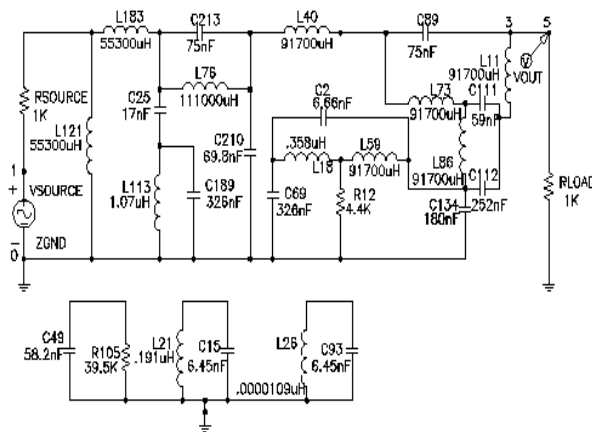 L183
55300uH
C213
75nF
L40
91700uH
C89
75nF
3
5
L11
91700uH
V
VOUT
RSOURCE
1K
L121
55300uH
C25
17nF
L76
111000uH
C210
69.8nF
C2
6.66nF
L73
91700uH
C111
59nF
.358uH
L18
L59
91700uH
L86
91700uH
C112
252nF
1
+
VSOURCE
L113
1.07uH
C189
326nF
C69
326nF
R12
4.4K
C134
180nF
RLOAD
1K
0
ZGND
C49
58.2nF
R105
39.5K
L21
.191uH
C15
6.45nF
L26
.0000109uH
C93
6.45nF